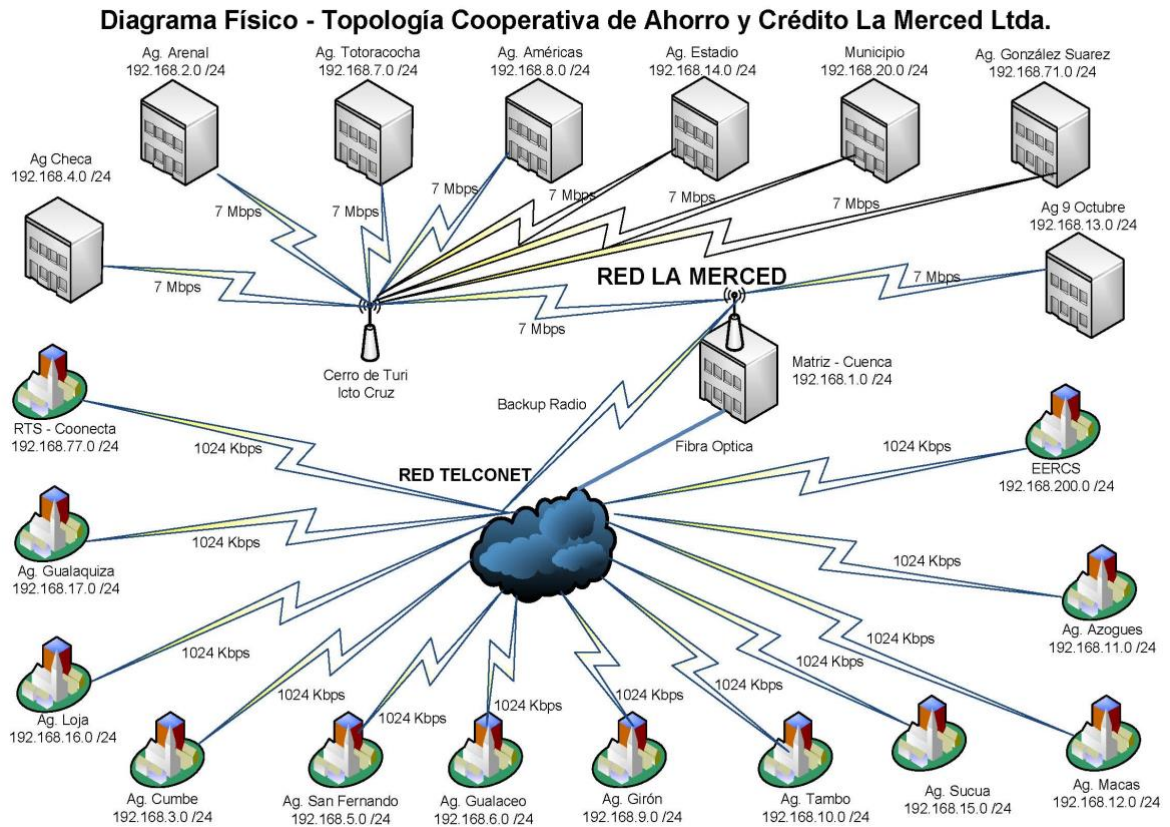 Diagrama Físico - Topología Cooperativa de Ahorro y Crédito La Merced Ltda.
Ag. Arenal
192.168.2.0 /24
Ag. Totoracocha
192.168.7.0 /24
Ag. Américas
192.168.8.0 /24
Ag. Estadio
192.168.14.0 /24
Municipio
192.168.20.0 /24
Ag. González Suarez
192.168.71.0 /24
Ag Checa
192.168.4.0 /24
Ag 9 Octubre
192.168.13.0 /24
7 Mbps
7 Mbps
7 Mbps
7 Mbps
7 Mbps
7 Mbps
7 Mbps
7 Mbps
7 Mbps
RED LA MERCED
Cerro de Turi
Icto Cruz
Matriz - Cuenca
192.168.1.0 /24
Backup Radio
Fibra Optica
RED TELCONET
RTS - Coonecta
192.168.77.0 /24
1024 Kbps
EERCS
192.168.200.0 /24
1024 Kbps
Ag. Gualaquiza
192.168.17.0 /24
1024 Kbps
Ag. Azogues
192.168.11.0 /24
1024 Kbps
Ag. Loja
192.168.16.0 /24
1024 Kbps
Ag. Cumbe
192.168.3.0 /24
1024 Kbps
Ag. San Fernando
192.168.5.0 /24
1024 Kbps
Ag. Gualaceo
192.168.6.0 /24
1024 Kbps
Ag. Girón
192.168.9.0 /24
1024 Kbps
Ag. Tambo
192.168.10.0 /24
1024 Kbps
Ag. Sucua
192.168.15.0 /24
1024 Kbps
Ag. Macas
192.168.12.0 /24
1024 Kbps